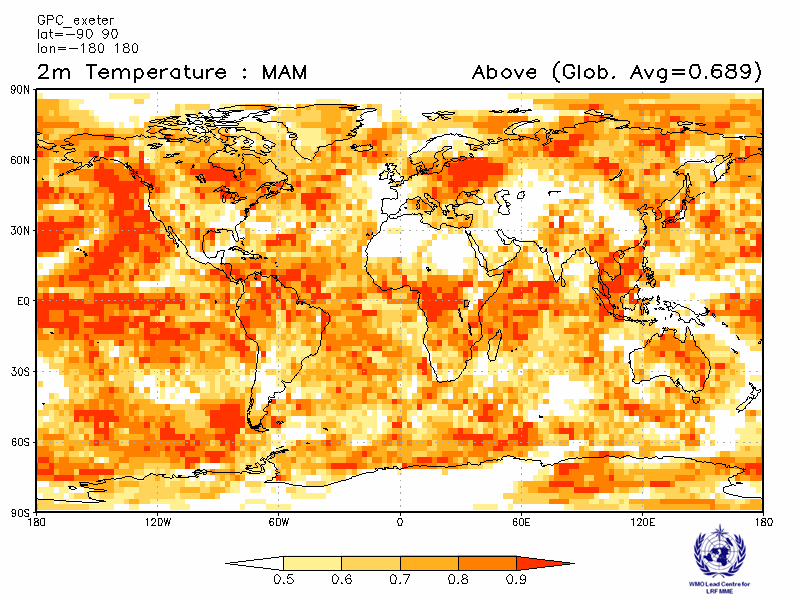 GPC_exeter
lat=−90 90
lon=−180 180
2m Temperature : MAM
Above (Glob. Avg=0.689)
90N
60N
30N
EQ
30S
60S
90S
180 120W 60W 0 60E 120E 180
0.5 0.6 0.7 0.8 0.9
WMO Lead Centre for
LRF MME